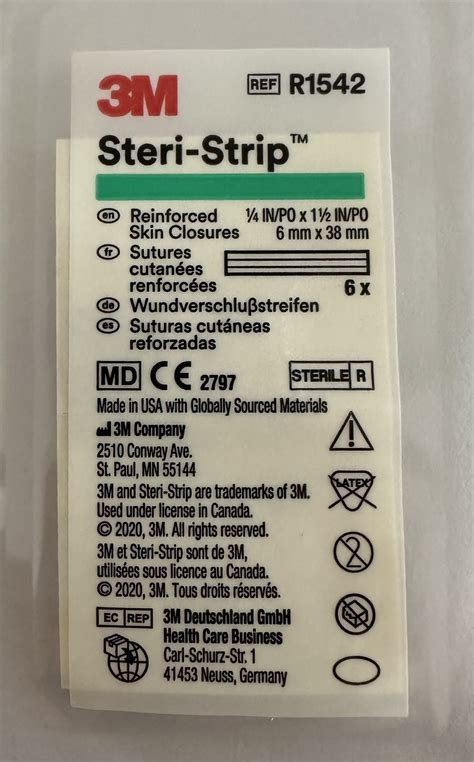 3M
REF R1542
Steri-Strip™
en Reinforced Skin Closures
¼ IN/PO x 1½ IN/PO
6 mm x 38 mm
fr Sutures
cutanées
renforcées
6 x
de Wundverschlußstreifen
es Suturas cutáneas
reforzadas
MD CE 2797
STERILE R
Made in USA with Globally Sourced Materials
3M Company
2510 Conway Ave.
St. Paul, MN 55144
3M and Steri-Strip are trademarks of 3M.
Used under license in Canada.
© 2020, 3M. All rights reserved.
3M et Steri-Strip sont de 3M,
utilisées sous licence au Canada.
© 2020, 3M. Tous droits réservés.
LATEX
2
EC REP
3M Deutschland GmbH
Health Care Business
Carl-Schurz-Str. 1
41453 Neuss, Germany